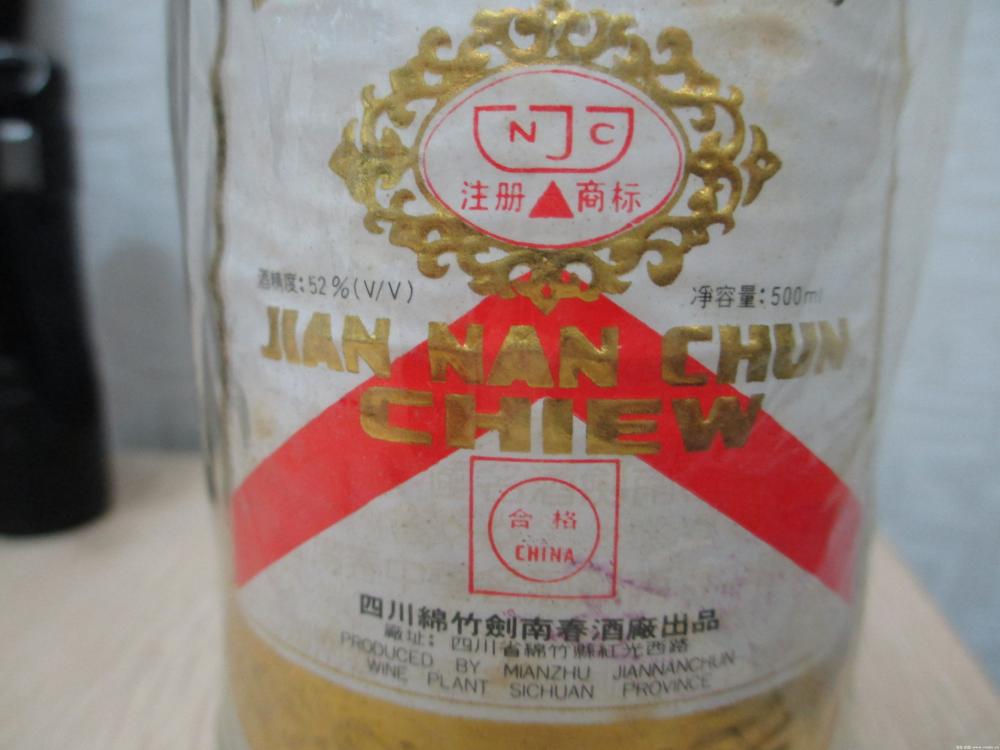 NJC
注册 商标
酒精度:52%(V/V)
凈容量:500ml
JIAN NAN CHUN
CHIEW
合格
CHINA
四川綿竹劍南春酒廠出品
廠址: 四川省綿竹縣紅光西路
PRODUCED BY MIANZHU JIANNANCHUN
WINE PLANT SICHUAN PROVINCE